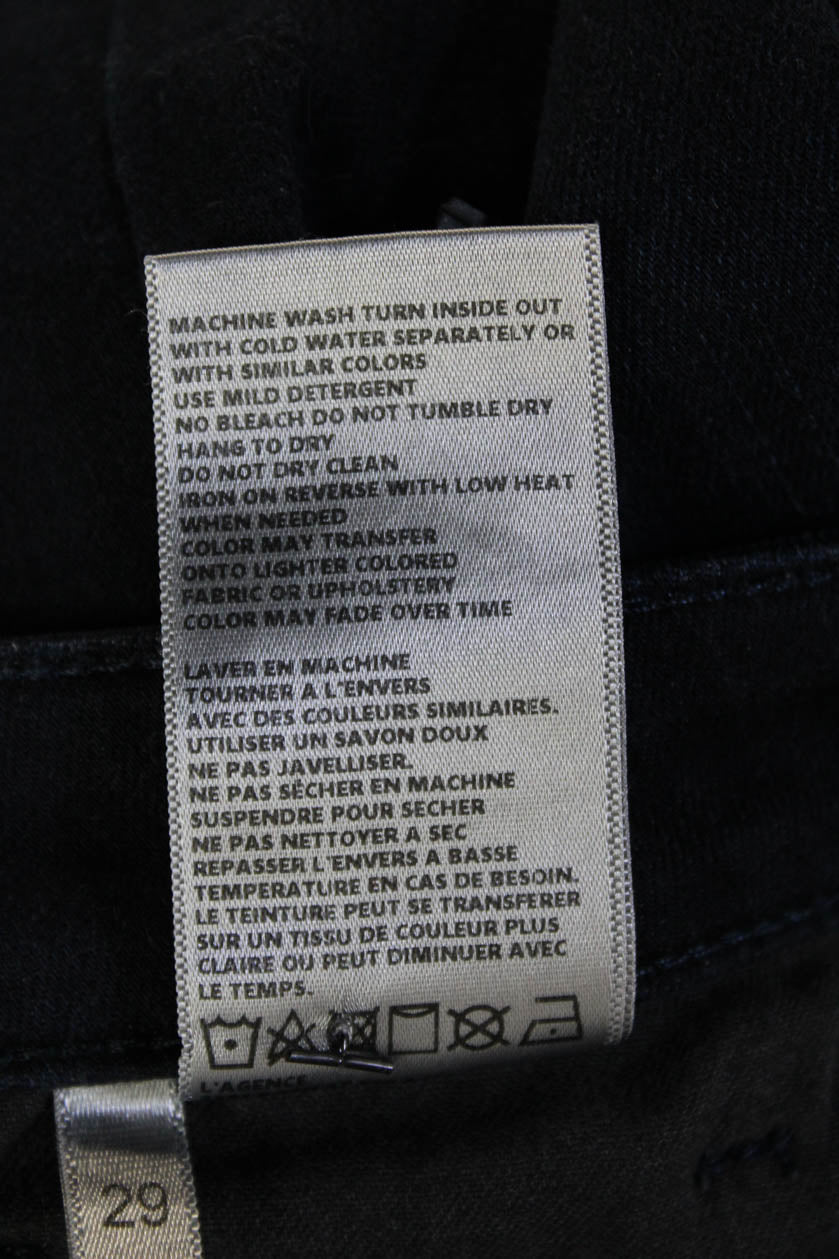 MACHINE WASH TURN INSIDE OUT
WITH COLD WATER SEPARATELY OR
WITH SIMILAR COLORS
USE MILD DETERGENT
NO BLEACH DO NOT TUMBLE DRY
HANG TO DRY
DO NOT DRY CLEAN
IRON ON REVERSE WITH LOW HEAT
WHEN NEEDED
COLOR MAY TRANSFER
ONTO LIGHTER COLORED
FABRIC OR UPHOLSTERY
COLOR MAY FADE OVER TIME
LAVER EN MACHINE
TOURNER A L'ENVERS
AVEC DES COULEURS SIMILAIRES.
UTILISER UN SAVON DOUX
NE PAS JAVELLISER.
NE PAS SÈCHER EN MACHINE
SUSPENDRE POUR SECHER
NE PAS NETTOYER A SEC
REPASSER L'ENVERS A BASSE
TEMPERATURE EN CAS DE BESOIN.
LE TEINTURE PEUT SE TRANSFERER
SUR UN TISSU DE COULEUR PLUS
CLAIRE OU PEUT DIMINUER AVEC
LE TEMPS.
L'AGENCE
29